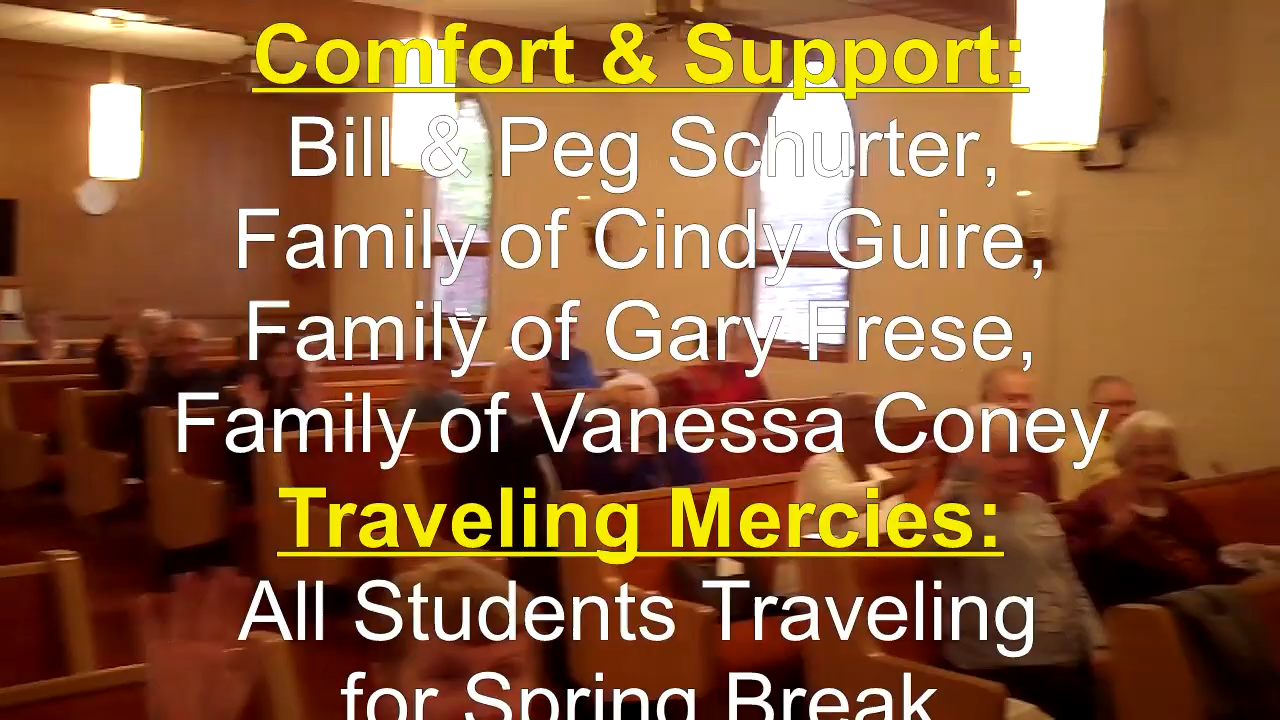 Comfort & Support:
Bill & Peg Schurter,
Family of Cindy Guire,
Family of Gary Frese,
Family of Vanessa Coney
Traveling Mercies:
All Students Traveling
for Spring Break